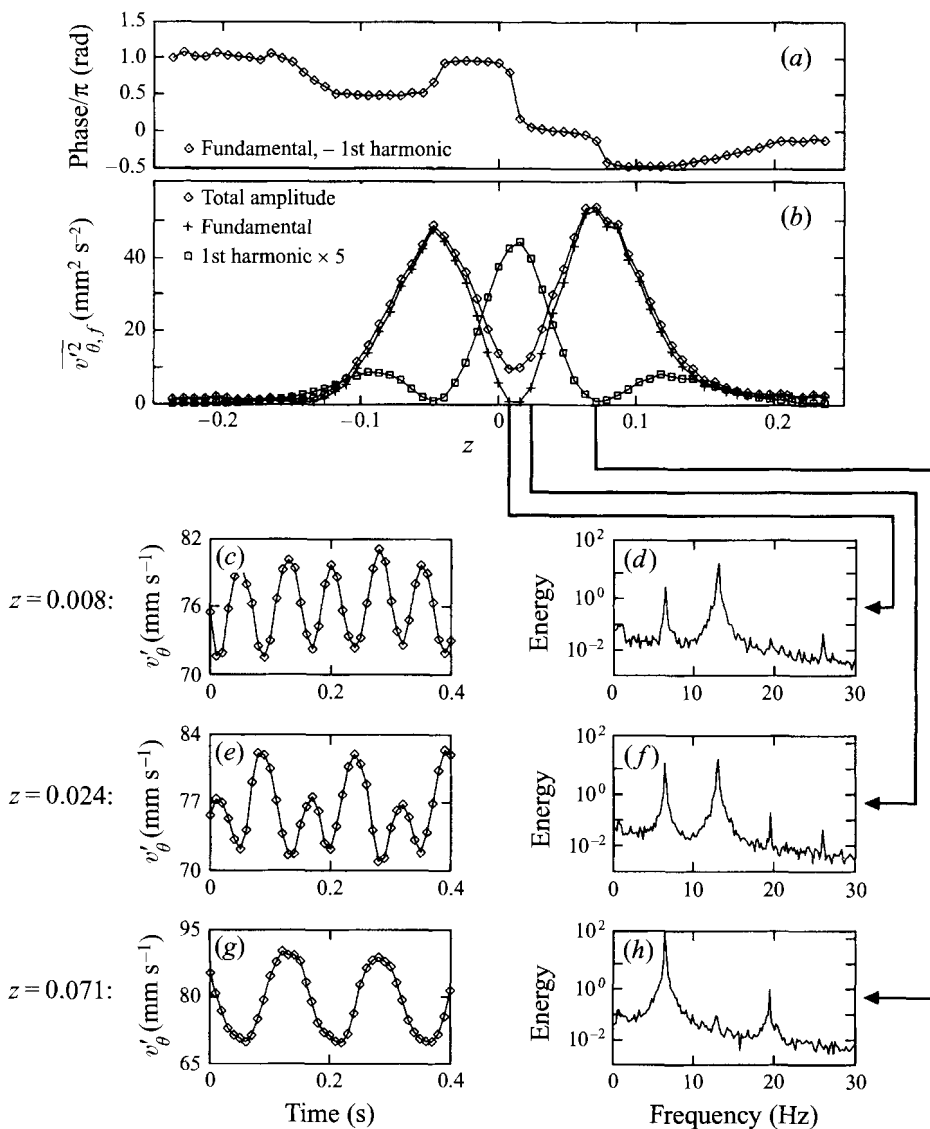 1.5
1.0
0.5
0
−0.5
Phase/π (rad)
(a)
Fundamental, − 1st harmonic
(b)
Total amplitude
Fundamental
1st harmonic × 5
40
20
0
v′²θ,f (mm² s⁻²)
−0.2
−0.1
0
0.1
0.2
z
z = 0.008:
82
76
70
v′θ (mm s⁻¹)
(c)
0
0.2
0.4
10²
10⁰
10⁻²
Energy
(d)
0
10
20
30
z = 0.024:
84
77
70
v′θ (mm s⁻¹)
(e)
0
0.2
0.4
10²
10⁰
10⁻²
Energy
(f)
0
10
20
30
z = 0.071:
95
80
65
v′θ (mm s⁻¹)
(g)
0
0.2
0.4
Time (s)
10²
10⁰
10⁻²
Energy
(h)
0
10
20
30
Frequency (Hz)